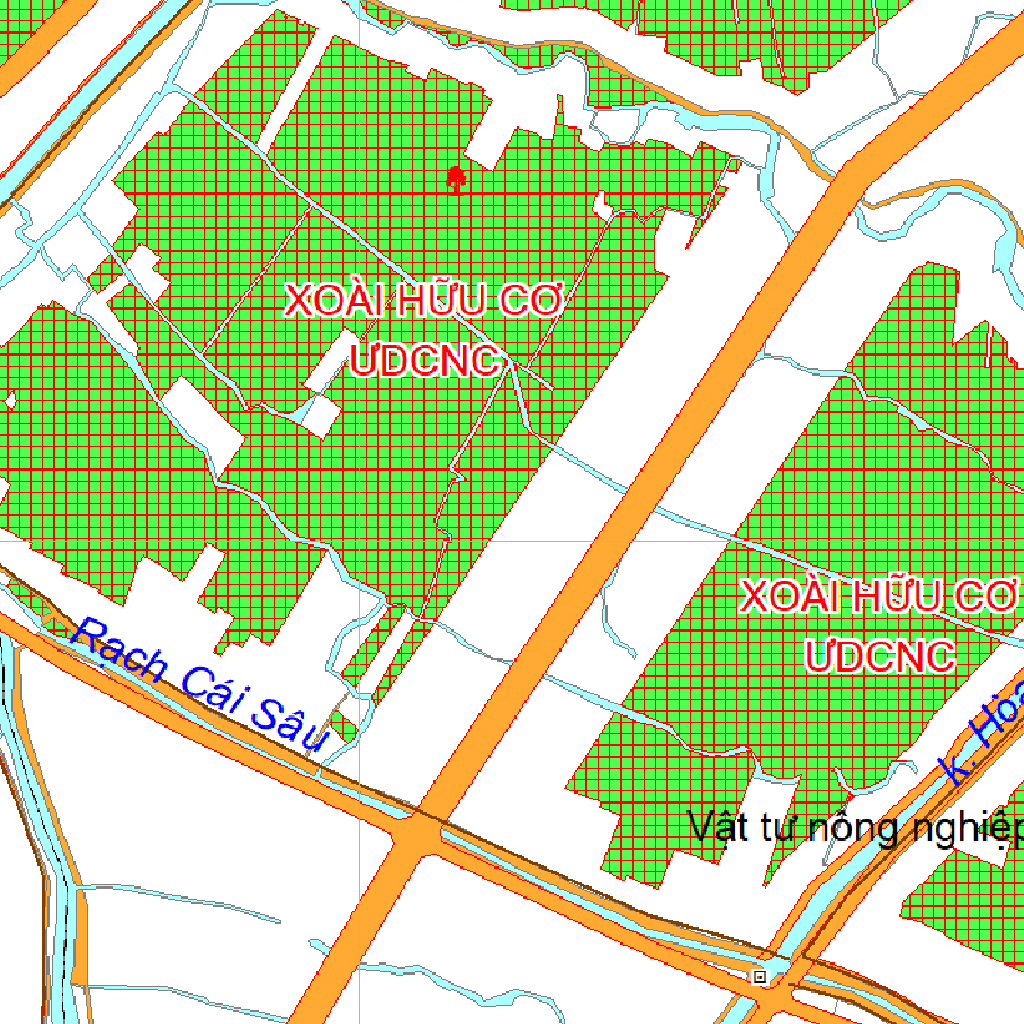 XOÀI HỮU CƠ
ƯDCNC
XOÀI HỮU CƠ
ƯDCNC
Rạch Cái Sâu
Vật tư nông nghiệp